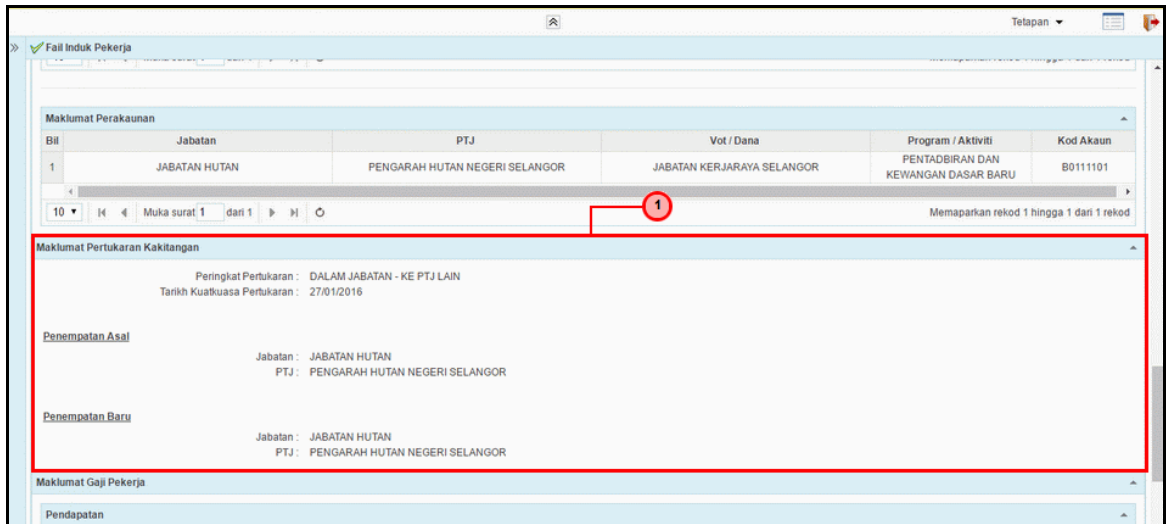 Tetapan
Fail Induk Pekerja
Maklumat Perakaunan
Bil Jabatan PTJ Vot / Dana Program / Aktiviti Kod Akaun
1 JABATAN HUTAN PENGARAH HUTAN NEGERI SELANGOR JABATAN KERJARAYA SELANGOR PENTADBIRAN DAN B0111101
KEWANGAN DASAR BARU
10 Muka surat 1 dari 1 Memaparkan rekod 1 hingga 1 dari 1 rekod
1
Maklumat Pertukaran Kakitangan
Peringkat Pertukaran : DALAM JABATAN - KE PTJ LAIN
Tarikh Kuatkuasa Pertukaran : 27/01/2016
Penempatan Asal
Jabatan : JABATAN HUTAN
PTJ : PENGARAH HUTAN NEGERI SELANGOR
Penempatan Baru
Jabatan : JABATAN HUTAN
PTJ : PENGARAH HUTAN NEGERI SELANGOR
Maklumat Gaji Pekerja
Pendapatan